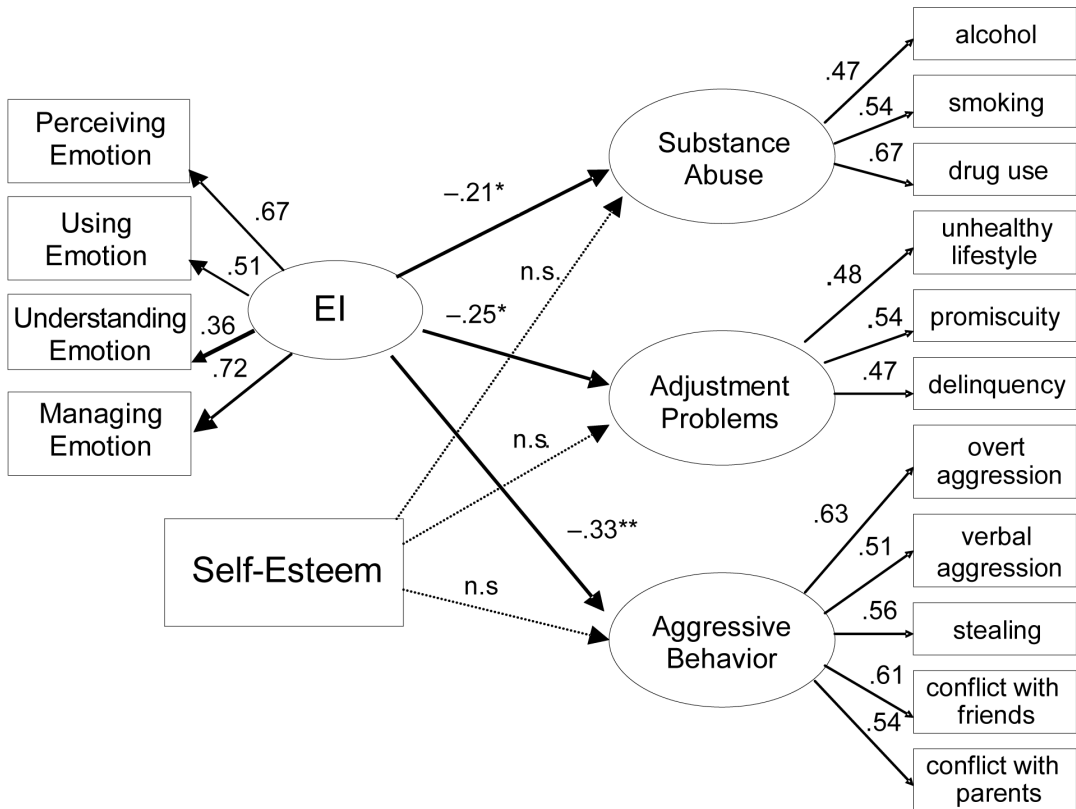 Perceiving
Emotion
Using
Emotion
Understanding
Emotion
Managing
Emotion
.67
.51
.36
.72
EI
Self-Esteem
–.21*
n.s.
–.25*
n.s.
–.33**
n.s
Substance
Abuse
Adjustment
Problems
Aggressive
Behavior
.47
.54
.67
.48
.54
.47
.63
.51
.56
.61
.54
alcohol
smoking
drug use
unhealthy
lifestyle
promiscuity
delinquency
overt
aggression
verbal
aggression
stealing
conflict with
friends
conflict with
parents